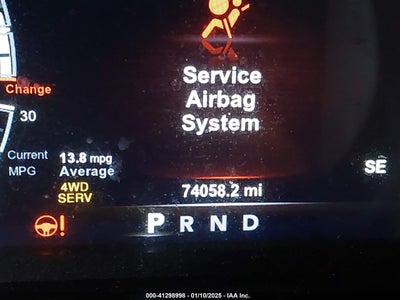 Service
Airbag
System
Change
30
Current 13.8 mpg
MPG Average
SE
4WD
SERV
74058.2 mi
P R N D
000-41298998 - 01/10/2025 - IAA Inc.